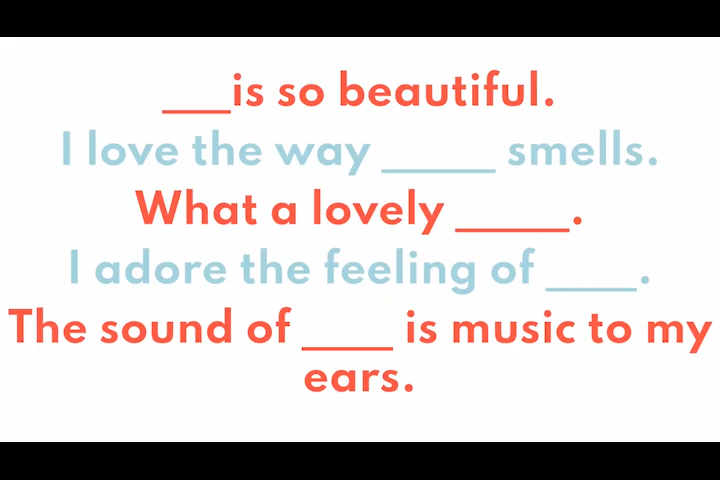 ___is so beautiful.
I love the way _____ smells.
What a lovely _____.
I adore the feeling of ____.
The sound of ____ is music to my
ears.